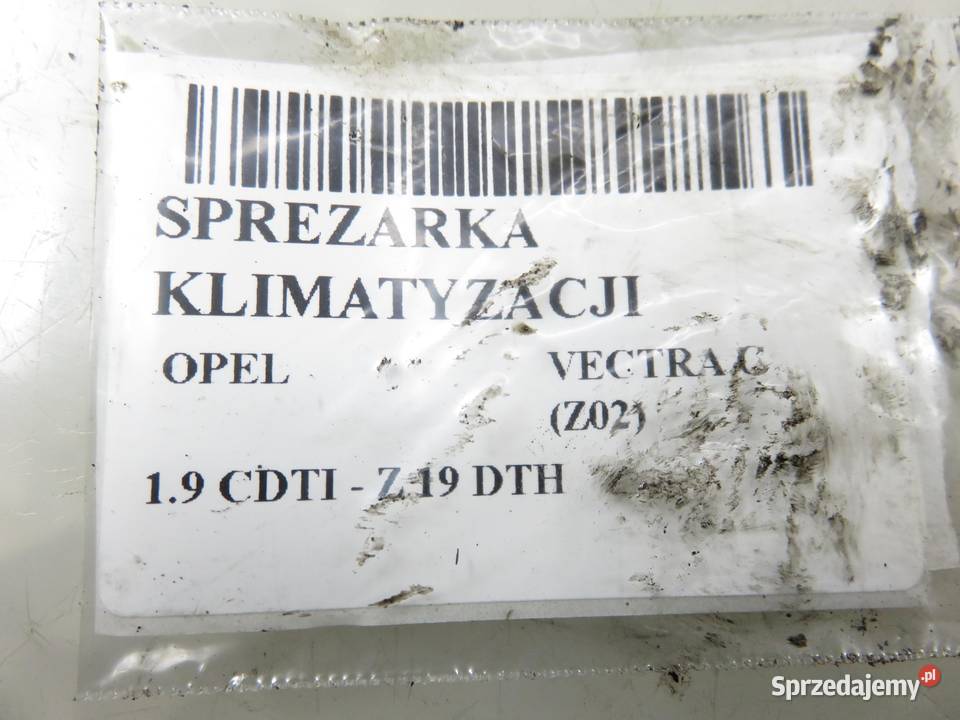 SPREZARKA
KLIMATYZACJI
OPEL VECTRA C
(Z02)
1.9 CDTI - Z 19 DTH
Sprzedajemy.pl